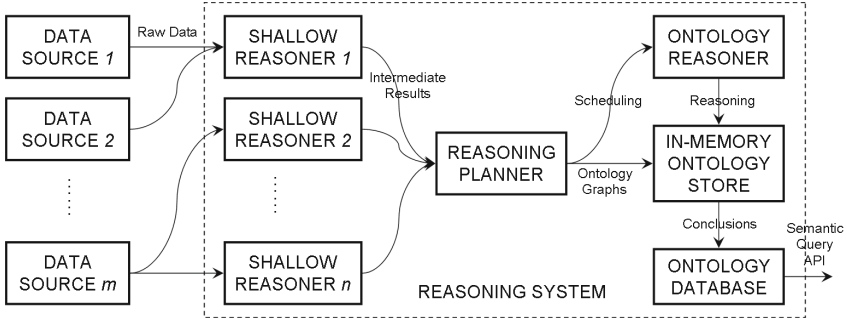 DATA
SOURCE 1
Raw Data
SHALLOW
REASONER 1
Intermediate
Results
ONTOLOGY
REASONER
DATA
SOURCE 2
SHALLOW
REASONER 2
Scheduling
Reasoning
REASONING
PLANNER
Ontology
Graphs
IN-MEMORY
ONTOLOGY
STORE
Conclusions
Semantic
Query
API
DATA
SOURCE m
SHALLOW
REASONER n
REASONING SYSTEM
ONTOLOGY
DATABASE